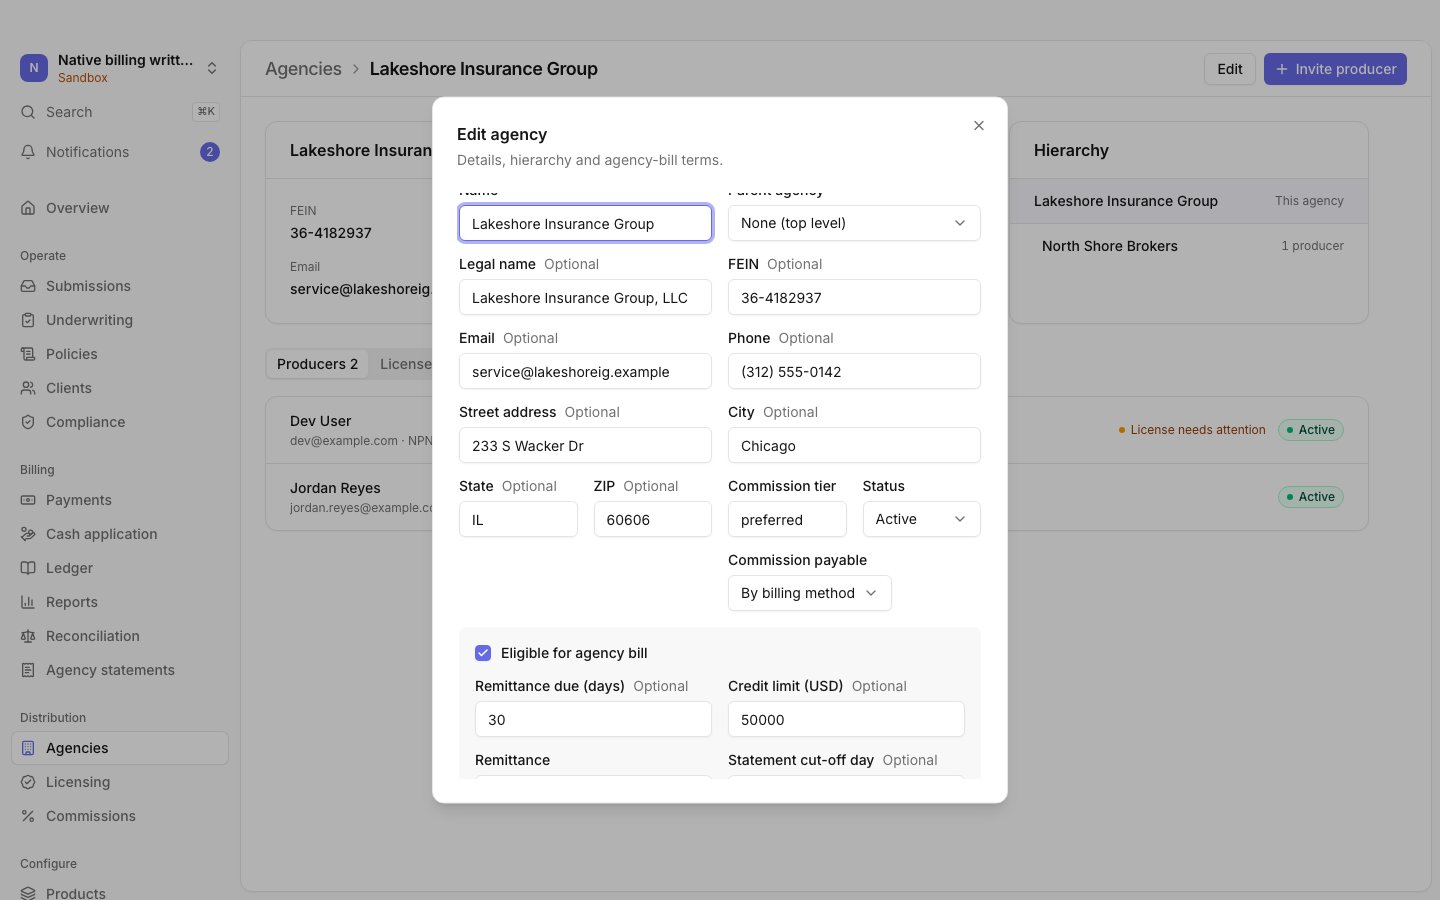 N
Native billing writt...
Sandbox
Search
⌘K
Notifications
2
Overview
Operate
Submissions
Underwriting
Policies
Clients
Compliance
Billing
Payments
Cash application
Ledger
Reports
Reconciliation
Agency statements
Distribution
Agencies
Licensing
Commissions
Configure
Products
Agencies > Lakeshore Insurance Group
Edit
+ Invite producer
Lakeshore Insuran
FEIN
36-4182937
Email
service@lakeshoreig.
Producers 2
License
Dev User
dev@example.com · NPN
License needs attention
Active
Jordan Reyes
jordan.reyes@example.co
Active
Hierarchy
Lakeshore Insurance Group
This agency
North Shore Brokers
1 producer
Edit agency
Details, hierarchy and agency-bill terms.
Name
Parent agency
Lakeshore Insurance Group
None (top level)
Legal name Optional
FEIN Optional
Lakeshore Insurance Group, LLC
36-4182937
Email Optional
Phone Optional
service@lakeshoreig.example
(312) 555-0142
Street address Optional
City Optional
233 S Wacker Dr
Chicago
State Optional
ZIP Optional
Commission tier
Status
IL
60606
preferred
Active
Commission payable
By billing method
Eligible for agency bill
Remittance due (days) Optional
Credit limit (USD) Optional
30
50000
Remittance
Statement cut-off day Optional